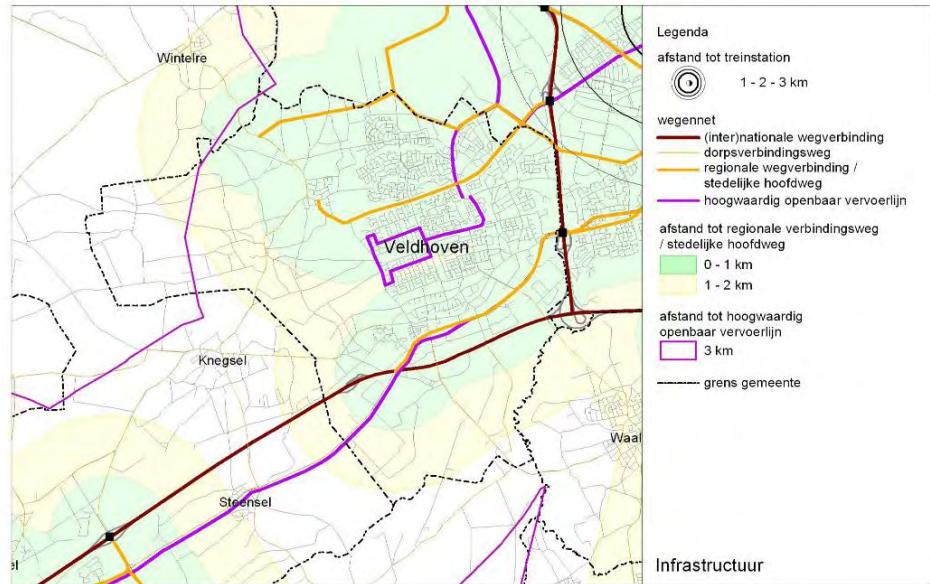 Wintelre
Veldhoven
Knegsel
Waal
Steensel
el
Legenda
afstand tot treinstation
1 - 2 - 3 km
wegennet
(inter)nationale wegverbinding
dorpsverbindingsweg
regionale wegverbinding /
stedelijke hoofdweg
hoogwaardig openbaar vervoerlijn
afstand tot regionale verbindingsweg
/ stedelijke hoofdweg
0 - 1 km
1 - 2 km
afstand tot hoogwaardig
openbaar vervoerlijn
3 km
grens gemeente
Infrastructuur